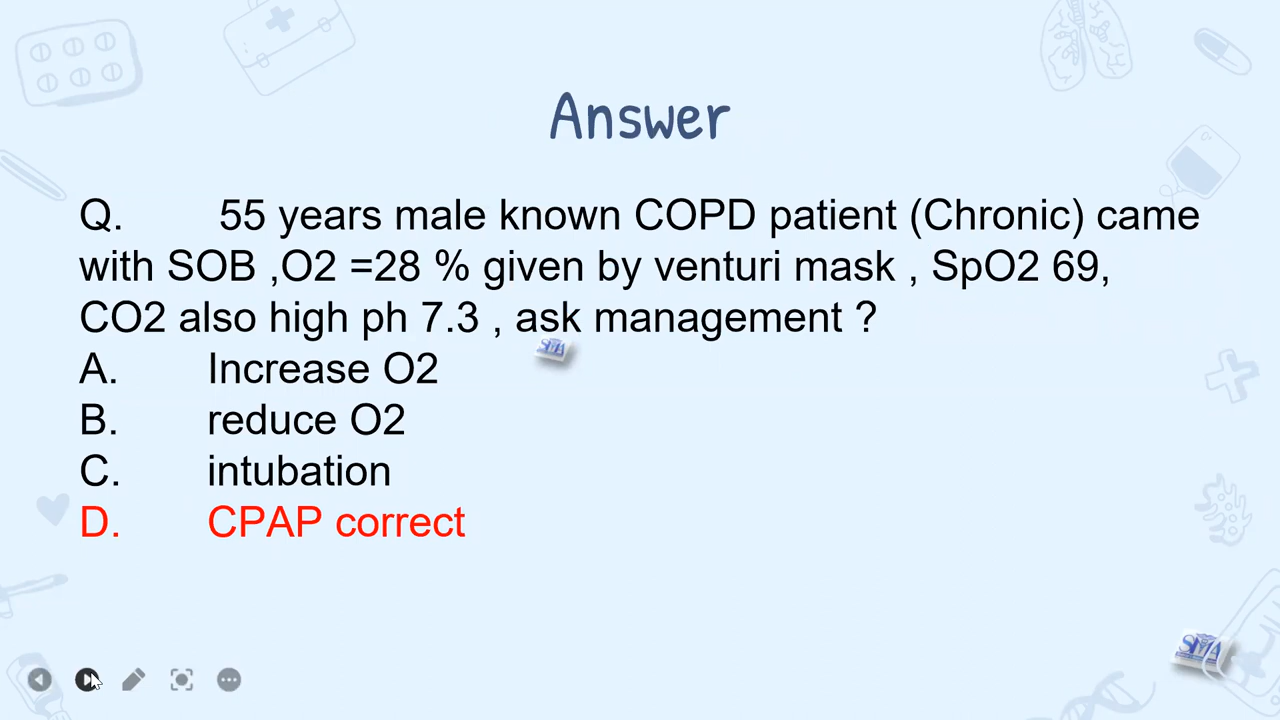 Answer
Q. 55 years male known COPD patient (Chronic) came
with SOB ,O2 =28 % given by venturi mask , SpO2 69,
CO2 also high ph 7.3 , ask management ?
A. Increase O2
B. reduce O2
C. intubation
D. CPAP correct
SMA